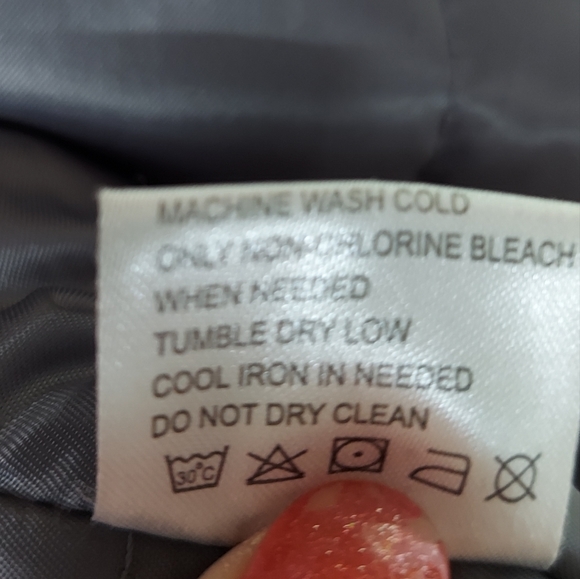 MACHINE WASH COLD
ONLY NON-CHLORINE BLEACH
WHEN NEEDED
TUMBLE DRY LOW
COOL IRON IN NEEDED
DO NOT DRY CLEAN
30°C